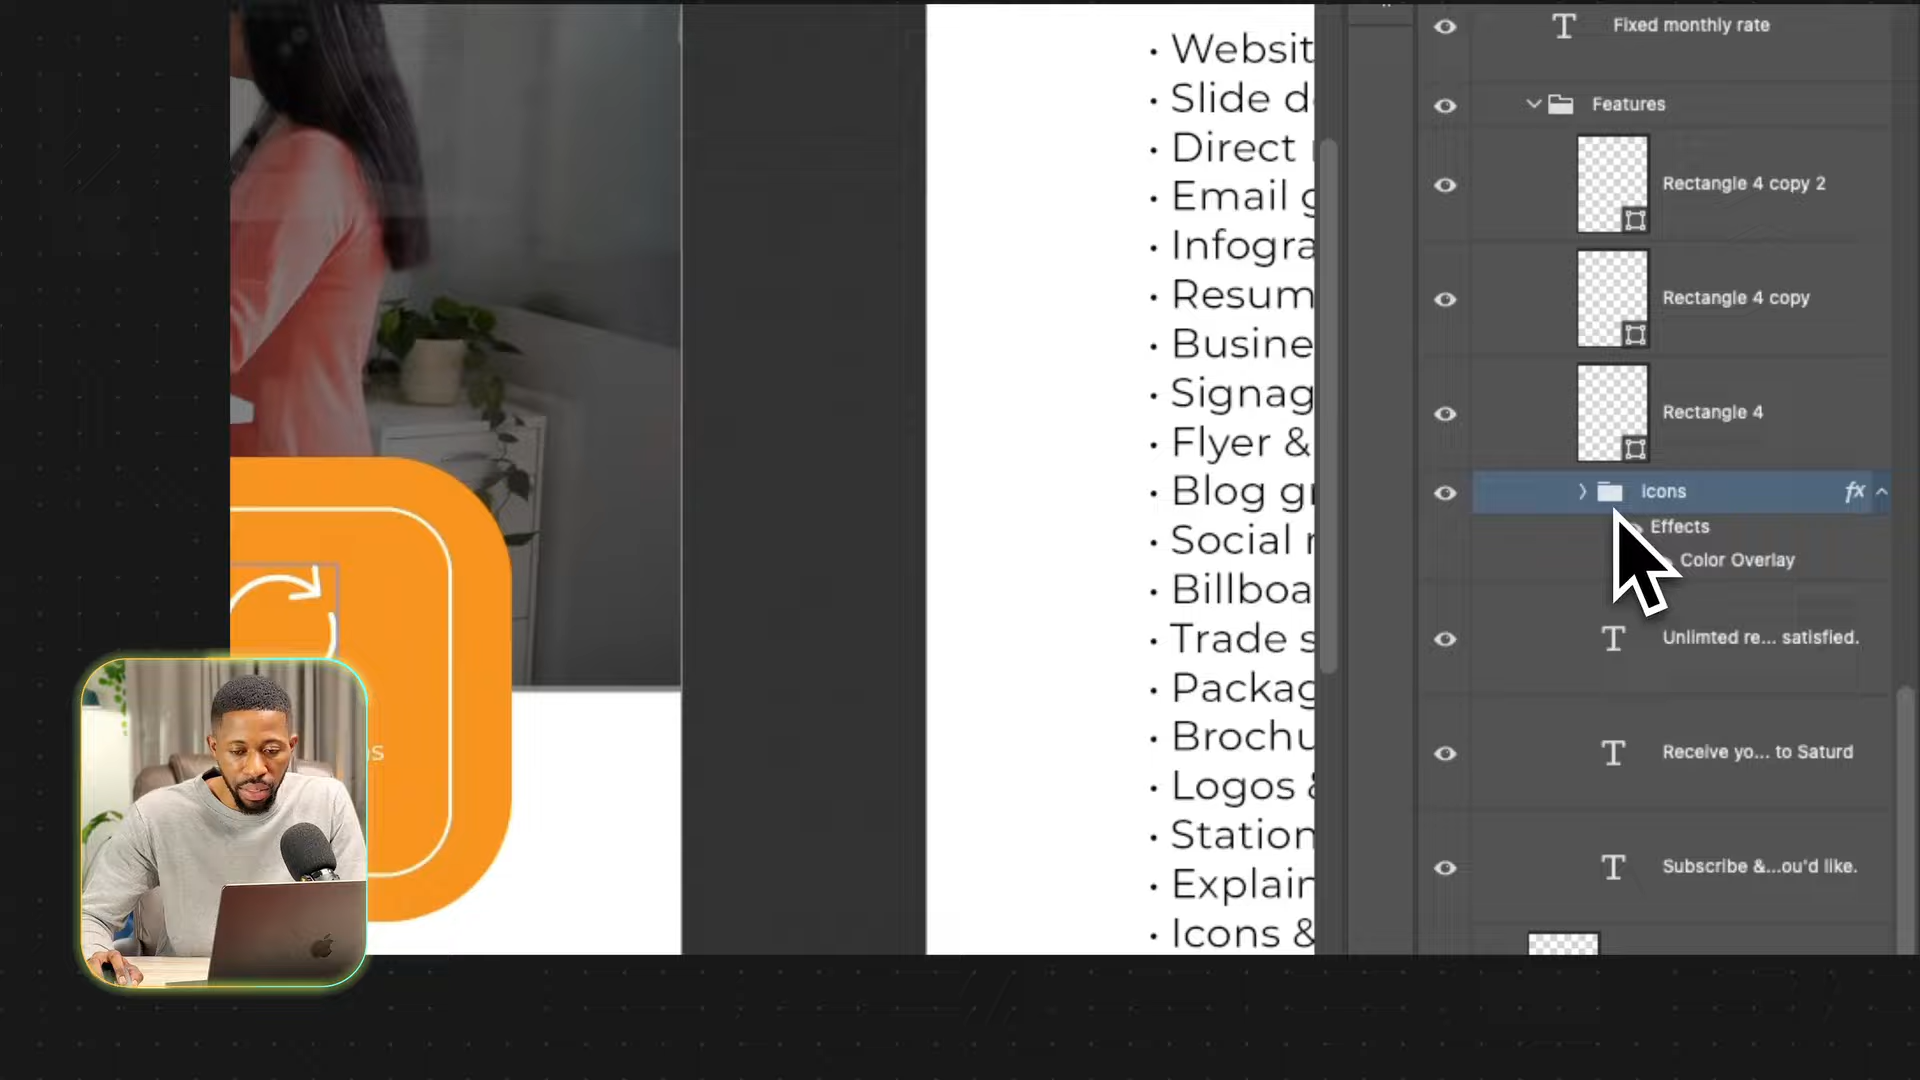 • Websit
• Slide d
• Direct
• Email g
• Infogra
• Resum
• Busine
• Signag
• Flyer &
• Blog gr
• Social
• Billboa
• Trade s
• Packag
• Brochu
• Logos &
• Station
• Explain
• Icons &
Fixed monthly rate
Features
Rectangle 4 copy 2
Rectangle 4 copy
Rectangle 4
Icons fx
Effects
Color Overlay
T Unlimted re... satisfied.
T Receive yo... to Saturd
T Subscribe &...ou'd like.